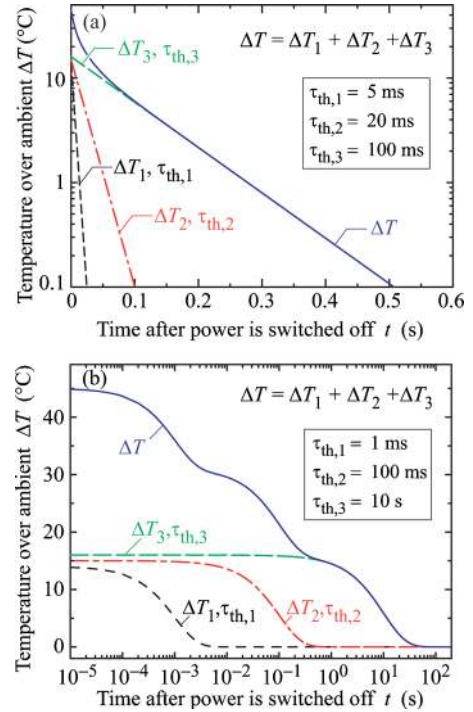 (a)
ΔT = ΔT1 + ΔT2 +ΔT3
Temperature over ambient ΔT (°C)
10
1
0.1
ΔT3, τth,3
τth,1 = 5 ms
τth,2 = 20 ms
τth,3 = 100 ms
ΔT1, τth,1
ΔT2, τth,2
ΔT
0 0.1 0.2 0.3 0.4 0.5 0.6
Time after power is switched off t (s)
(b)
ΔT = ΔT1 + ΔT2 +ΔT3
Temperature over ambient ΔT (°C)
40
30
20
10
0
ΔT
τth,1 = 1 ms
τth,2 = 100 ms
τth,3 = 10 s
ΔT3,τth,3
ΔT1,τth,1
ΔT2,τth,2
10−5 10−4 10−3 10−2 10−1 100 101 102
Time after power is switched off t (s)